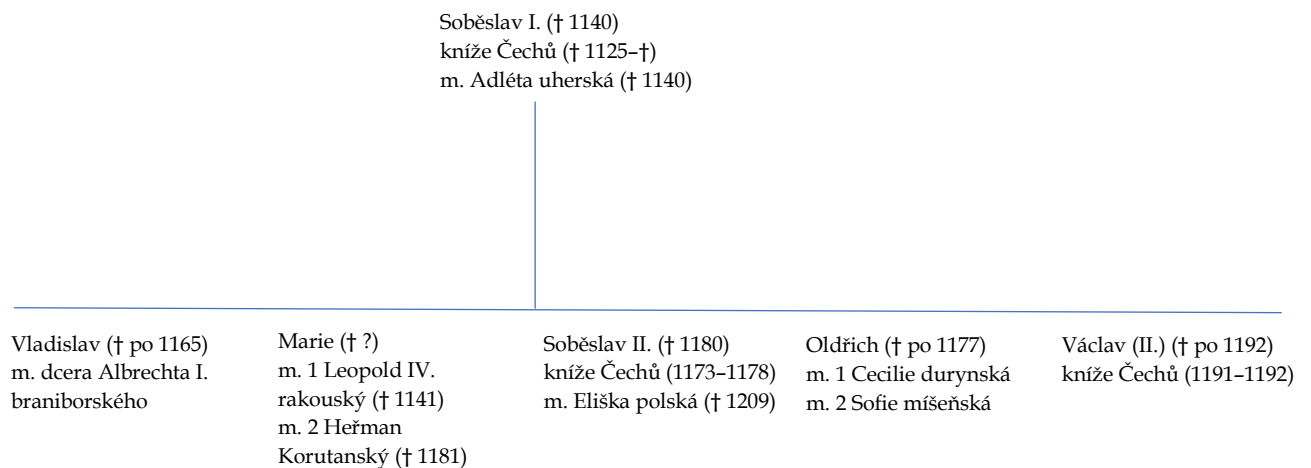 Soběslav I. († 1140)
kníže Čechů († 1125–†)
m. Adléta uherská († 1140)
Vladislav († po 1165)
m. dcera Albrechta I.
braniborského
Marie († ?)
m. 1 Leopold IV.
rakouský († 1141)
m. 2 Heřman
Korutanský († 1181)
Soběslav II. († 1180)
kníže Čechů (1173–1178)
m. Eliška polská († 1209)
Oldřich († po 1177)
m. 1 Cecilie durynská
m. 2 Sofie míšeňská
Václav (II.) († po 1192)
kníže Čechů (1191–1192)